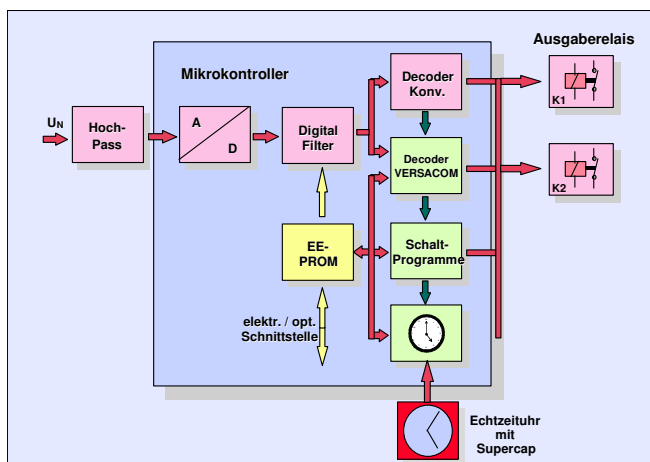 Ausgaberelais
Mikrokontroller
Decoder
Konv.
K1
UN
Hoch-
Pass
A
D
Digital
Filter
Decoder
VERSACOM
K2
EE-
PROM
Schalt-
Programme
elektr. / opt.
Schnittstelle
Echtzeituhr
mit
Supercap